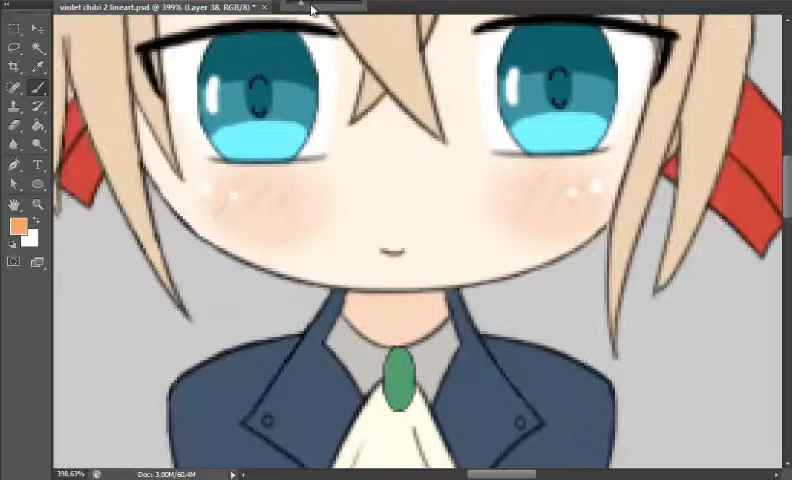 violet chibi 2 lineart.psd @ 399% (Layer 38, RGB/8) * ×
T
398,63% Doc: 3,00M/60,4M